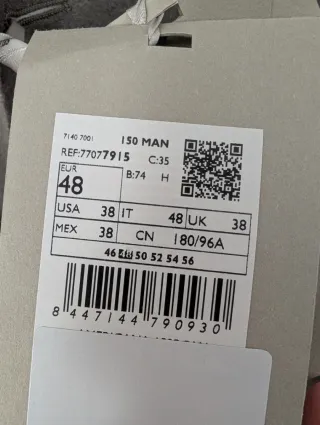 7140 7001 150 MAN
REF:77077915 C:35
EUR B:74 H
48
USA 38 IT 48 UK 38
MEX 38 CN 180/96A
46 48 50 52 54 56
8 447144 790930